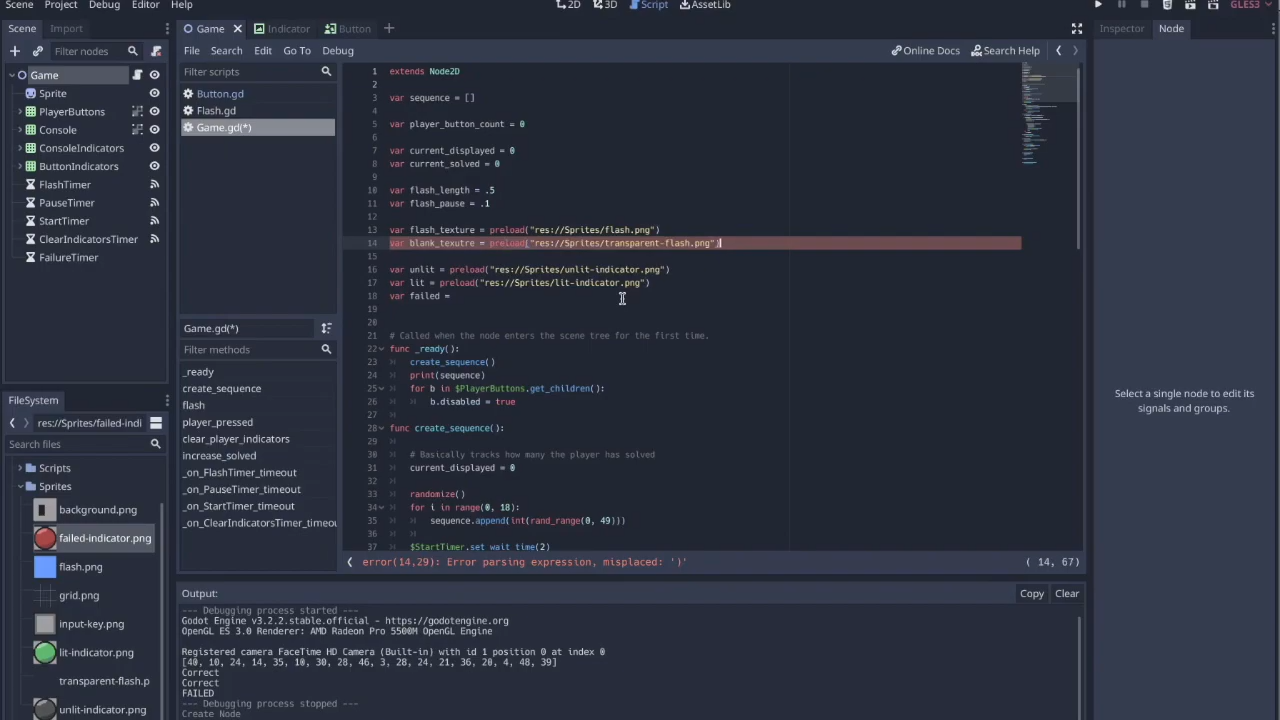 Scene Project Debug Editor Help
2D 3D Script AssetLib
GLES3
Scene Import
Game Indicator Button
Inspector Node
Filter nodes
File Search Edit Go To Debug
Online Docs Search Help
Filter scripts
Game
Sprite
PlayerButtons
Console
ConsoleIndicators
ButtonIndicators
FlashTimer
PauseTimer
StartTimer
ClearIndicatorsTimer
FailureTimer
Button.gd
Flash.gd
Game.gd(*)
Game.gd(*)
Filter methods
_ready
create_sequence
flash
player_pressed
clear_player_indicators
increase_solved
_on_FlashTimer_timeout
_on_PauseTimer_timeout
_on_StartTimer_timeout
_on_ClearIndicatorsTimer_timeou
FileSystem
res://Sprites/failed-indi
Search files
Scripts
Sprites
background.png
failed-indicator.png
flash.png
grid.png
input-key.png
lit-indicator.png
transparent-flash.p
unlit-indicator.png
1 extends Node2D
2
3 var sequence = []
4
5 var player_button_count = 0
6
7 var current_displayed = 0
8 var current_solved = 0
9
10 var flash_length = .5
11 var flash_pause = .1
12
13 var flash_texture = preload("res://Sprites/flash.png")
14 var blank_texutre = preload("res://Sprites/transparent-flash.png")
15
16 var unlit = preload("res://Sprites/unlit-indicator.png")
17 var lit = preload("res://Sprites/lit-indicator.png")
18 var failed =
19
20
21 # Called when the node enters the scene tree for the first time.
22 func _ready():
23 create_sequence()
24 print(sequence)
25 for b in $PlayerButtons.get_children():
26 b.disabled = true
27
28 func create_sequence():
29
30 # Basically tracks how many the player has solved
31 current_displayed = 0
32
33 randomize()
34 for i in range(0, 18):
35 sequence.append(int(rand_range(0, 49)))
36
37 $StartTimer.set_wait_time(2)
error(14,29): Error parsing expression, misplaced: ')'
( 14, 67)
Output:
Copy Clear
--- Debugging process started ---
Godot Engine v3.2.2.stable.official - https://godotengine.org
OpenGL ES 3.0 Renderer: AMD Radeon Pro 5500M OpenGL Engine
Registered camera FaceTime HD Camera (Built-in) with id 1 position 0 at index 0
[40, 10, 24, 14, 35, 10, 30, 28, 46, 3, 28, 24, 21, 36, 20, 4, 48, 39]
Correct
Correct
FAILED
--- Debugging process stopped ---
Create Node
Select a single node to edit its
signals and groups.